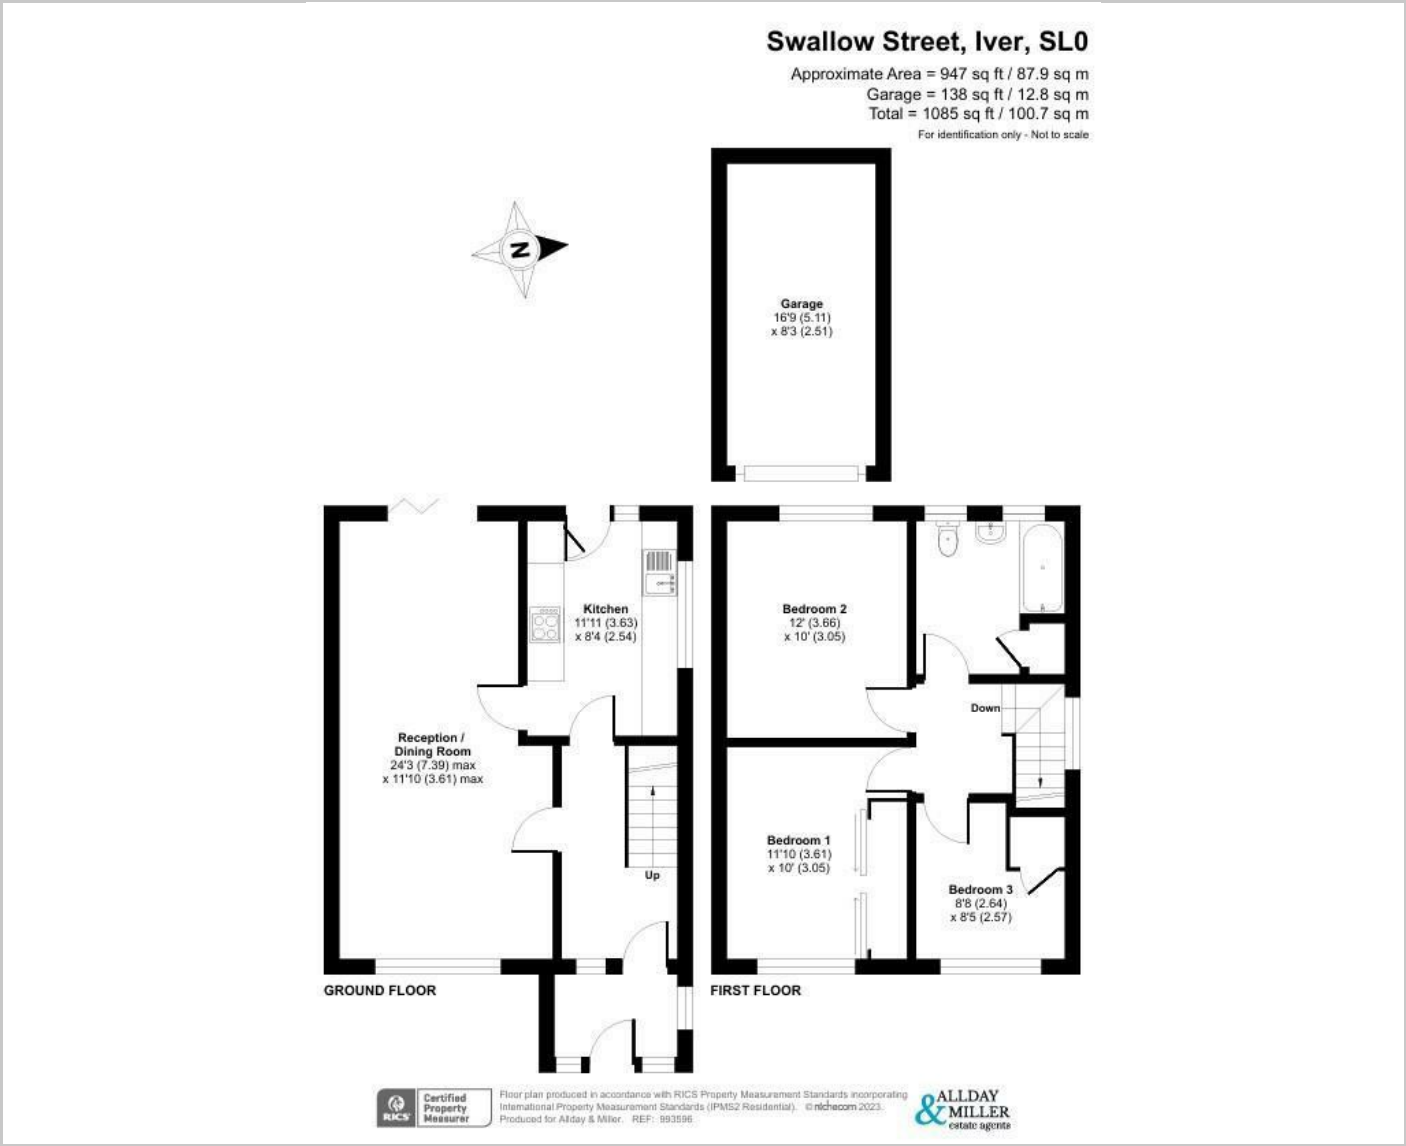 Swallow Street, Iver, SL0
Approximate Area = 947 sq ft / 87.9 sq m
Garage = 138 sq ft / 12.8 sq m
Total = 1085 sq ft / 100.7 sq m
For identification only - Not to scale
N
Garage
16'9 (5.11)
x 8'3 (2.51)
Kitchen
11'11 (3.63)
x 8'4 (2.54)
Bedroom 2
12' (3.66)
x 10' (3.05)
Down
Reception /
Dining Room
24'3 (7.39) max
x 11'10 (3.61) max
Up
Bedroom 1
11'10 (3.61)
x 10' (3.05)
Bedroom 3
8'8 (2.64)
x 8'5 (2.57)
GROUND FLOOR
FIRST FLOOR
RICS
Certified
Property
Measurer
Floor plan produced in accordance with RICS Property Measurement Standards incorporating
International Property Measurement Standards (IPMS2 Residential). © nichecom 2023.
Produced for Allday & Miller. REF: 993596
ALLDAY
& MILLER
estate agents